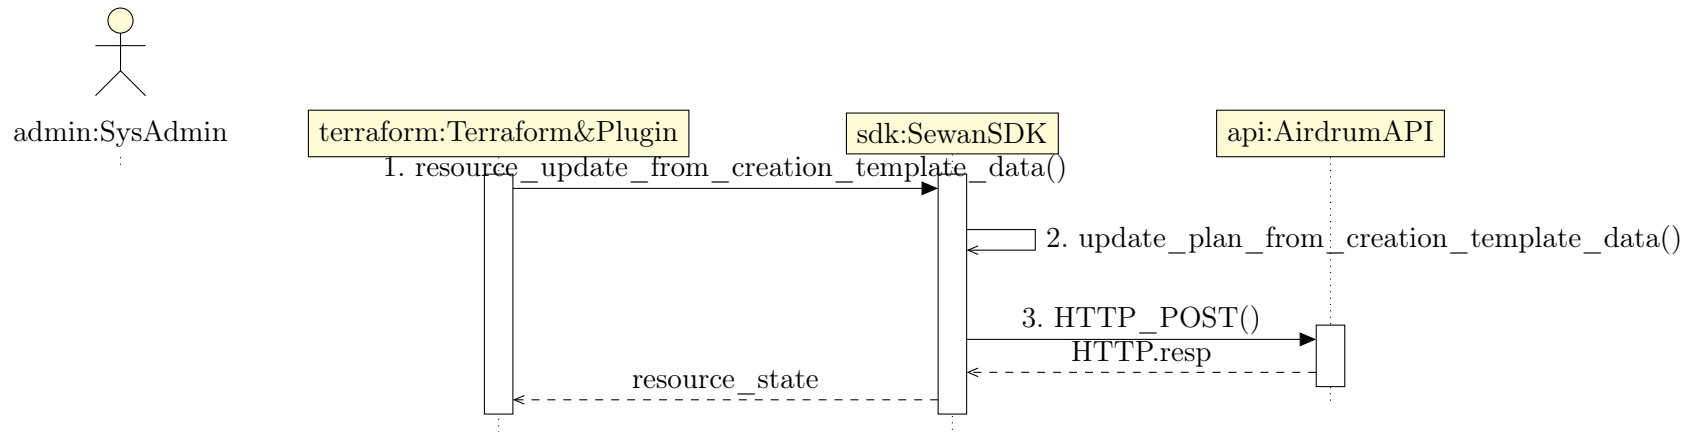 admin:SysAdmin
terraform:Terraform&Plugin
sdk:SewanSDK
api:AirdrumAPI
1. resource_update_from_creation_template_data()
2. update_plan_from_creation_template_data()
3. HTTP_POST()
HTTP.resp
resource_state